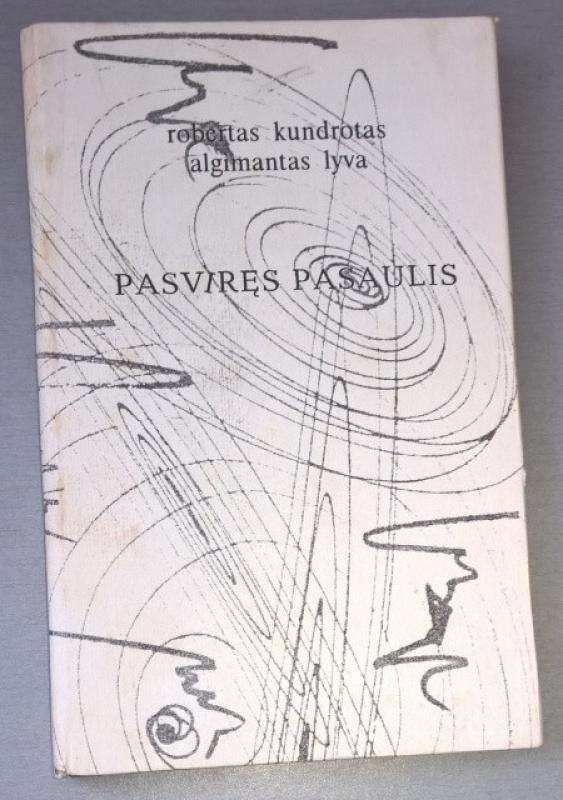 robertas kundrotas
algimantas lyva
PASVIRĘS PASAULIS